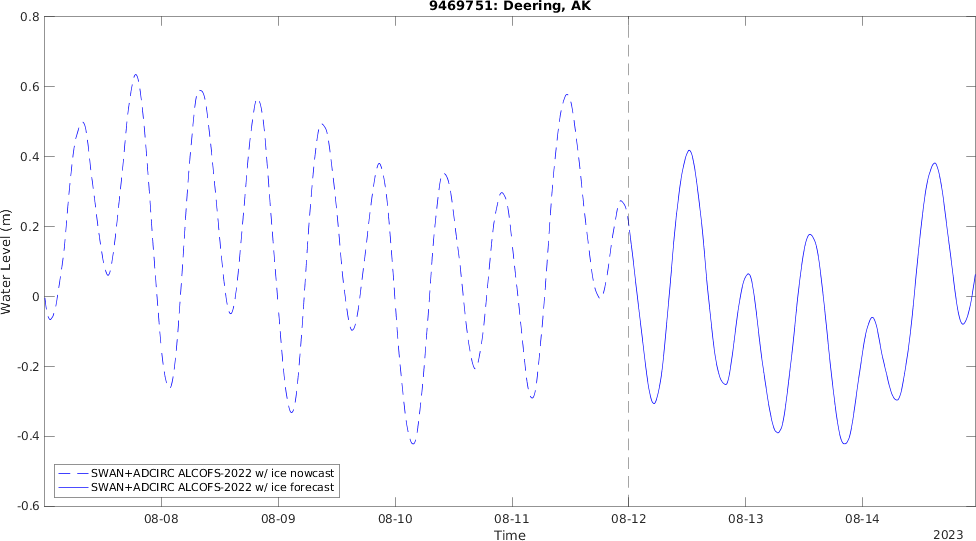 9469751: Deering, AK
0.8
0.6
0.4
0.2
0
-0.2
-0.4
-0.6
Water Level (m)
SWAN+ADCIRC ALCOFS-2022 w/ ice nowcast
SWAN+ADCIRC ALCOFS-2022 w/ ice forecast
08-08 08-09 08-10 08-11 08-12 08-13 08-14
Time
2023